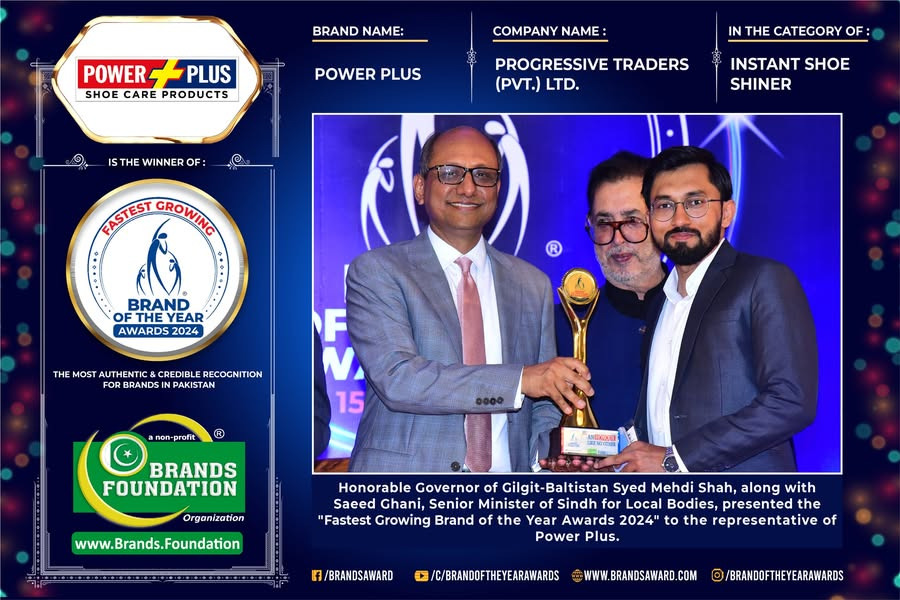 POWER PLUS
SHOE CARE PRODUCTS
IS THE WINNER OF :
FASTEST GROWING
®
BRAND
OF THE YEAR
AWARDS 2024
THE MOST AUTHENTIC & CREDIBLE RECOGNITION
FOR BRANDS IN PAKISTAN
a non-profit
®
BRANDS
FOUNDATION
Organization
www.Brands.Foundation
BRAND NAME:
POWER PLUS
COMPANY NAME :
PROGRESSIVE TRADERS
(PVT.) LTD.
IN THE CATEGORY OF :
INSTANT SHOE
SHINER
®
15
Honorable Governor of Gilgit-Baltistan Syed Mehdi Shah, along with
Saeed Ghani, Senior Minister of Sindh for Local Bodies, presented the
"Fastest Growing Brand of the Year Awards 2024" to the representative of
Power Plus.
/BRANDSAWARD
/C/BRANDOFTHEYEARAWARDS
WWW.BRANDSAWARD.COM
/BRANDOFTHEYEARAWARDS